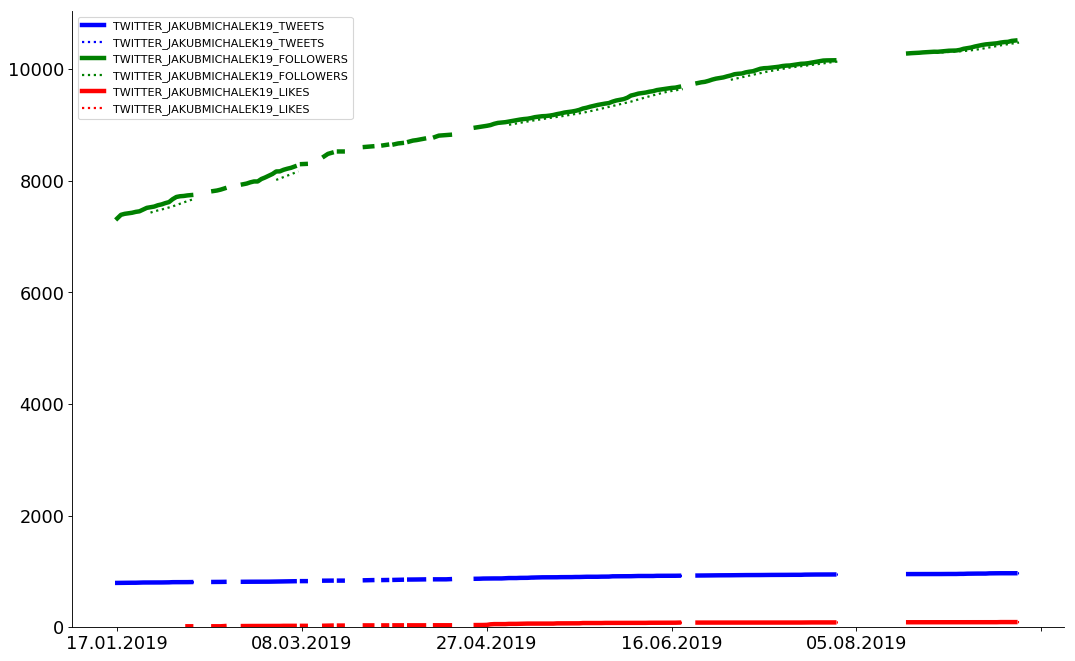 TWITTER_JAKUBMICHALEK19_TWEETS
TWITTER_JAKUBMICHALEK19_TWEETS
TWITTER_JAKUBMICHALEK19_FOLLOWERS
TWITTER_JAKUBMICHALEK19_FOLLOWERS
TWITTER_JAKUBMICHALEK19_LIKES
TWITTER_JAKUBMICHALEK19_LIKES
10000
8000
6000
4000
2000
0
17.01.2019 08.03.2019 27.04.2019 16.06.2019 05.08.2019